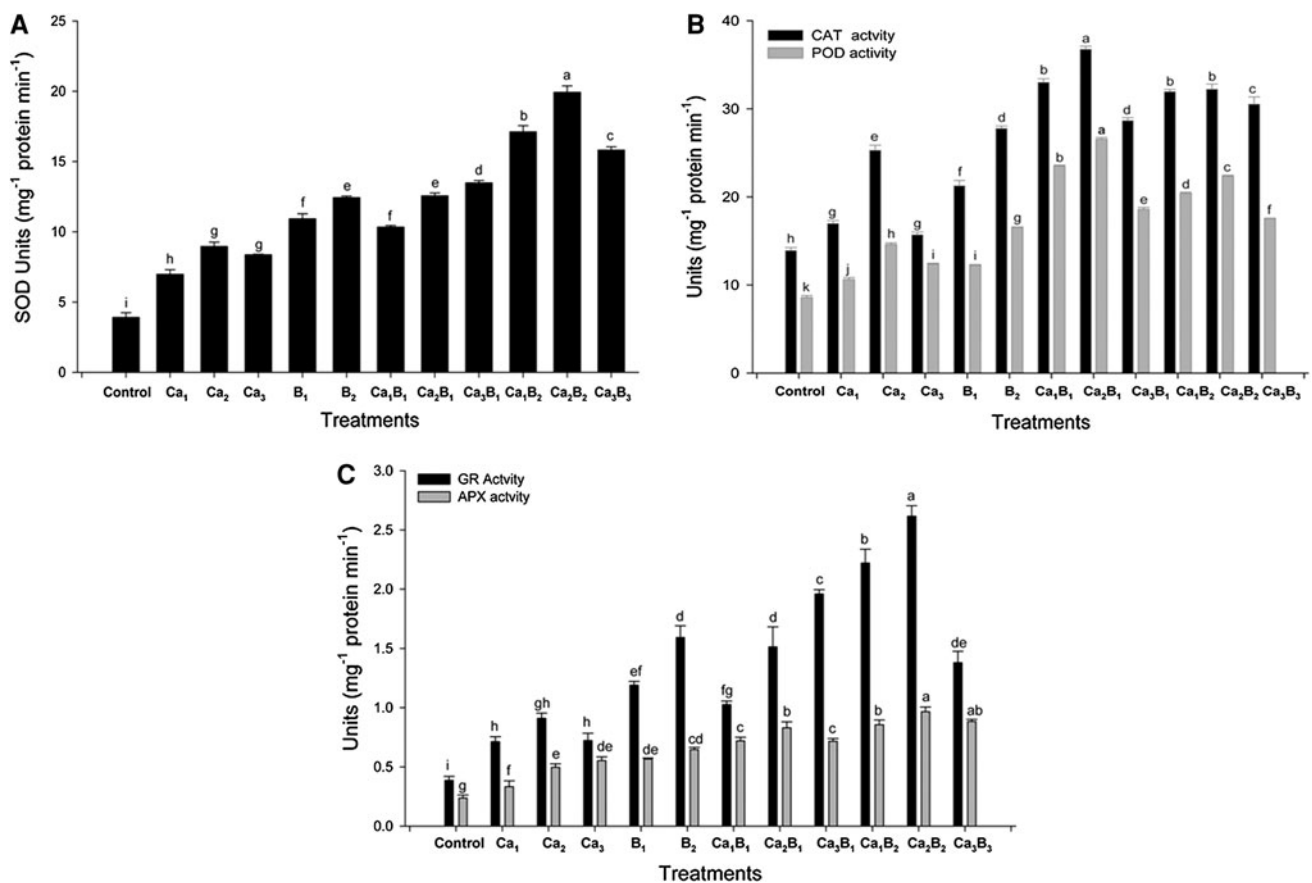 A
SOD Units (mg⁻¹ protein min⁻¹)
25
20
15
10
5
0
i
h
g
g
f
e
f
e
d
b
a
c
Control Ca₁ Ca₂ Ca₃ B₁ B₂ Ca₁B₁ Ca₂B₁ Ca₃B₁ Ca₁B₂ Ca₂B₂ Ca₃B₃
Treatments
B
CAT actvity
POD activity
Units (mg⁻¹ protein min⁻¹)
40
30
20
10
0
h k
g j
e h
g i
f i
d g
b b
a a
d e
b d
b c
c f
Control Ca₁ Ca₂ Ca₃ B₁ B₂ Ca₁B₁ Ca₂B₁ Ca₃B₁ Ca₁B₂ Ca₂B₂ Ca₃B₃
Treatments
C
GR Actvity
APX actvity
Units (mg⁻¹ protein min⁻¹)
3.0
2.5
2.0
1.5
1.0
0.5
0.0
i g
h f
gh e
h de
ef de
d cd
fg c
d b
c c
b b
a a
de ab
Control Ca₁ Ca₂ Ca₃ B₁ B₂ Ca₁B₁ Ca₂B₁ Ca₃B₁ Ca₁B₂ Ca₂B₂ Ca₃B₃
Treatments